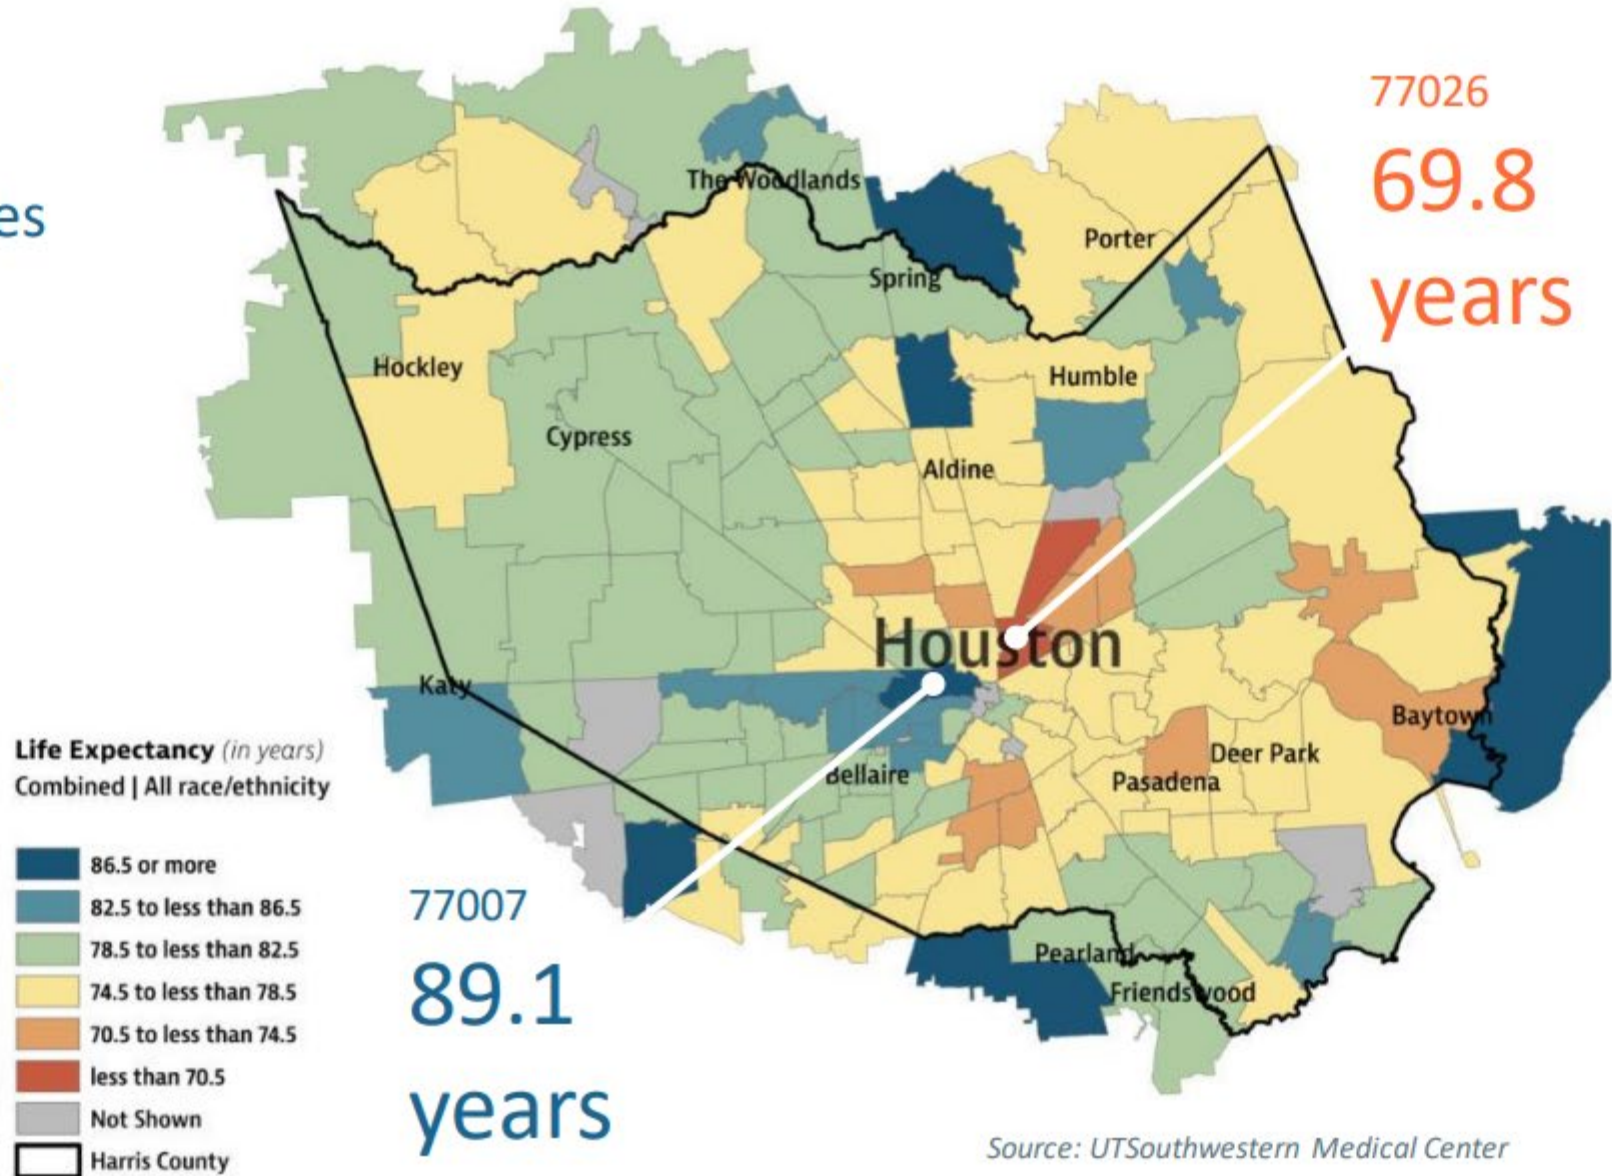 es
77026
69.8
years
The Woodlands
Porter
Spring
Hockley
Humble
Cypress
Aldine
Houston
Katy
Baytown
Deer Park
Bellaire
Pasadena
Life Expectancy (in years)
Combined | All race/ethnicity
86.5 or more
82.5 to less than 86.5
78.5 to less than 82.5
74.5 to less than 78.5
70.5 to less than 74.5
less than 70.5
Not Shown
Harris County
77007
89.1
years
Pearland
Friendswood
Source: UTSouthwestern Medical Center